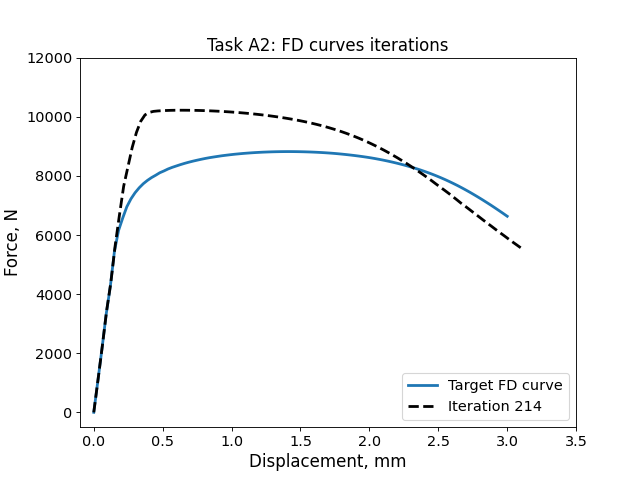 Task A2: FD curves iterations
Force, N
12000
10000
8000
6000
4000
2000
0
0.0 0.5 1.0 1.5 2.0 2.5 3.0 3.5
Displacement, mm
Target FD curve
Iteration 214